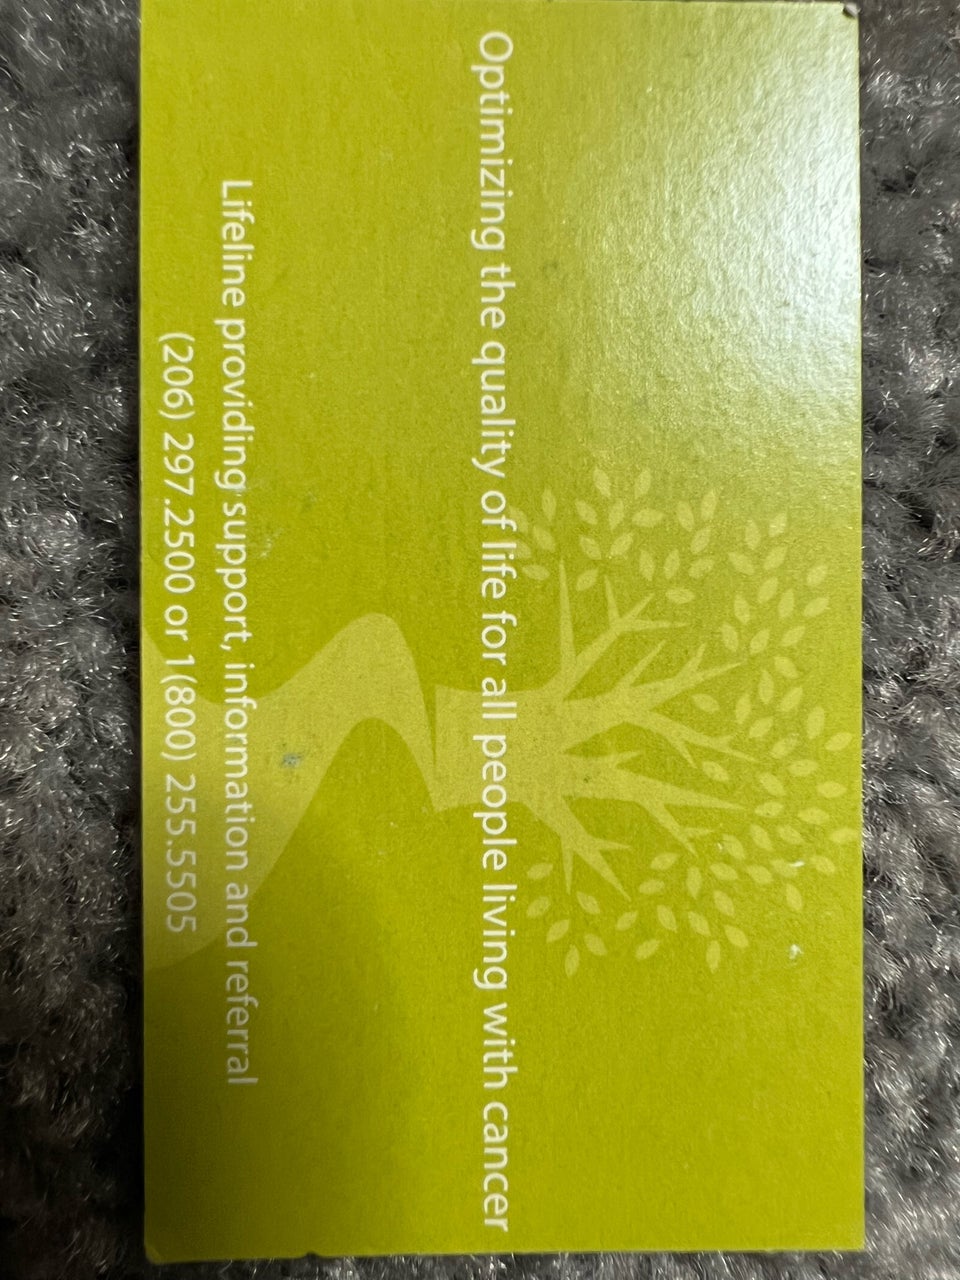 Optimizing the quality of life for all people living with cancer
Lifeline providing support, information and referral
(206) 297.2500 or 1(800) 255.5505